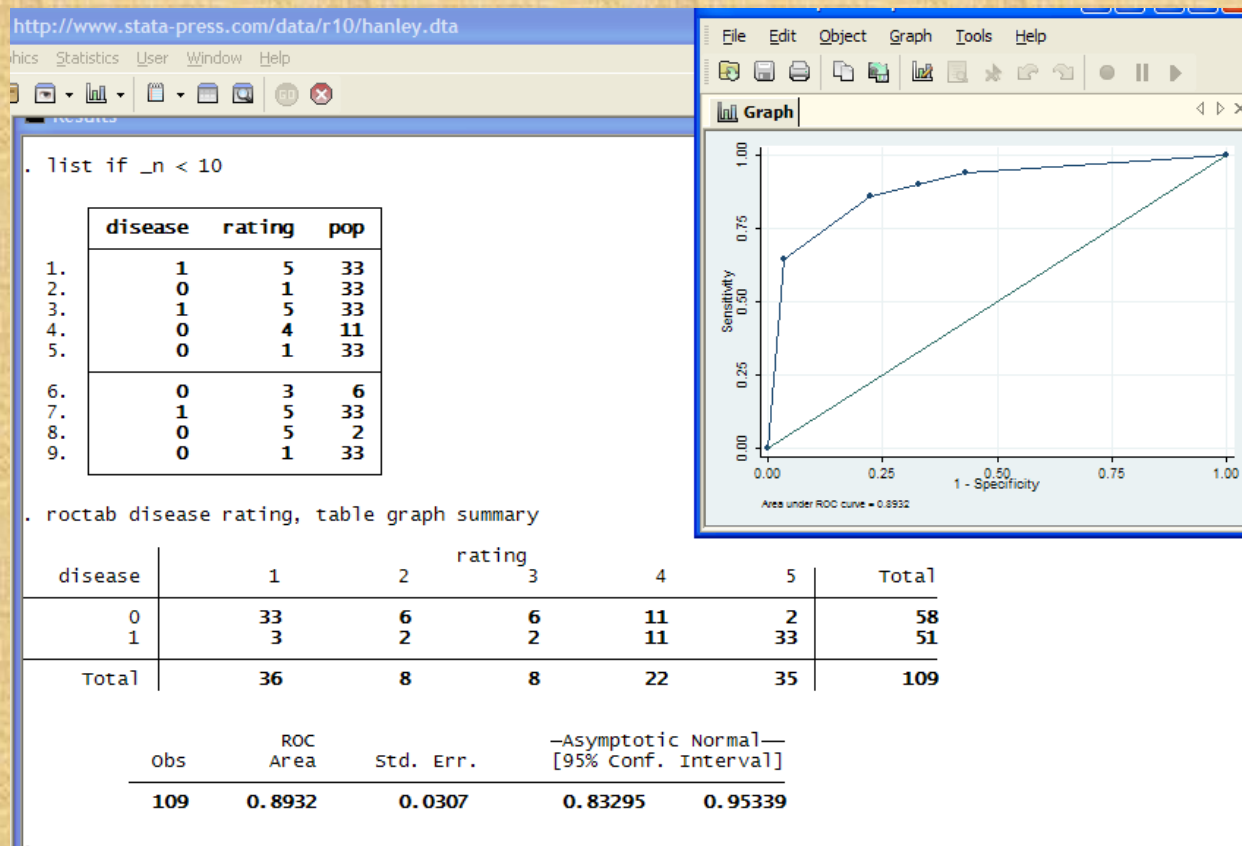 http://www.stata-press.com/data/r10/hanley.dta
Statistics User Window Help
Results
. list if _n < 10
disease rating pop
1. 1 5 33
2. 0 1 33
3. 1 5 33
4. 0 4 11
5. 0 1 33
6. 0 3 6
7. 1 5 33
8. 0 5 2
9. 0 1 33
. roctab disease rating, table graph summary
rating
disease 1 2 3 4 5 Total
0 33 6 6 11 2 58
1 3 2 2 11 33 51
Total 36 8 8 22 35 109
ROC —Asymptotic Normal—
Obs Area Std. Err. [95% Conf. Interval]
109 0.8932 0.0307 0.83295 0.95339
File Edit Object Graph Tools Help
Graph
1.00
0.75
Sensitivity
0.50
0.25
0.00
0.00 0.25 0.50 0.75 1.00
1 - Specificity
Area under ROC curve = 0.8932